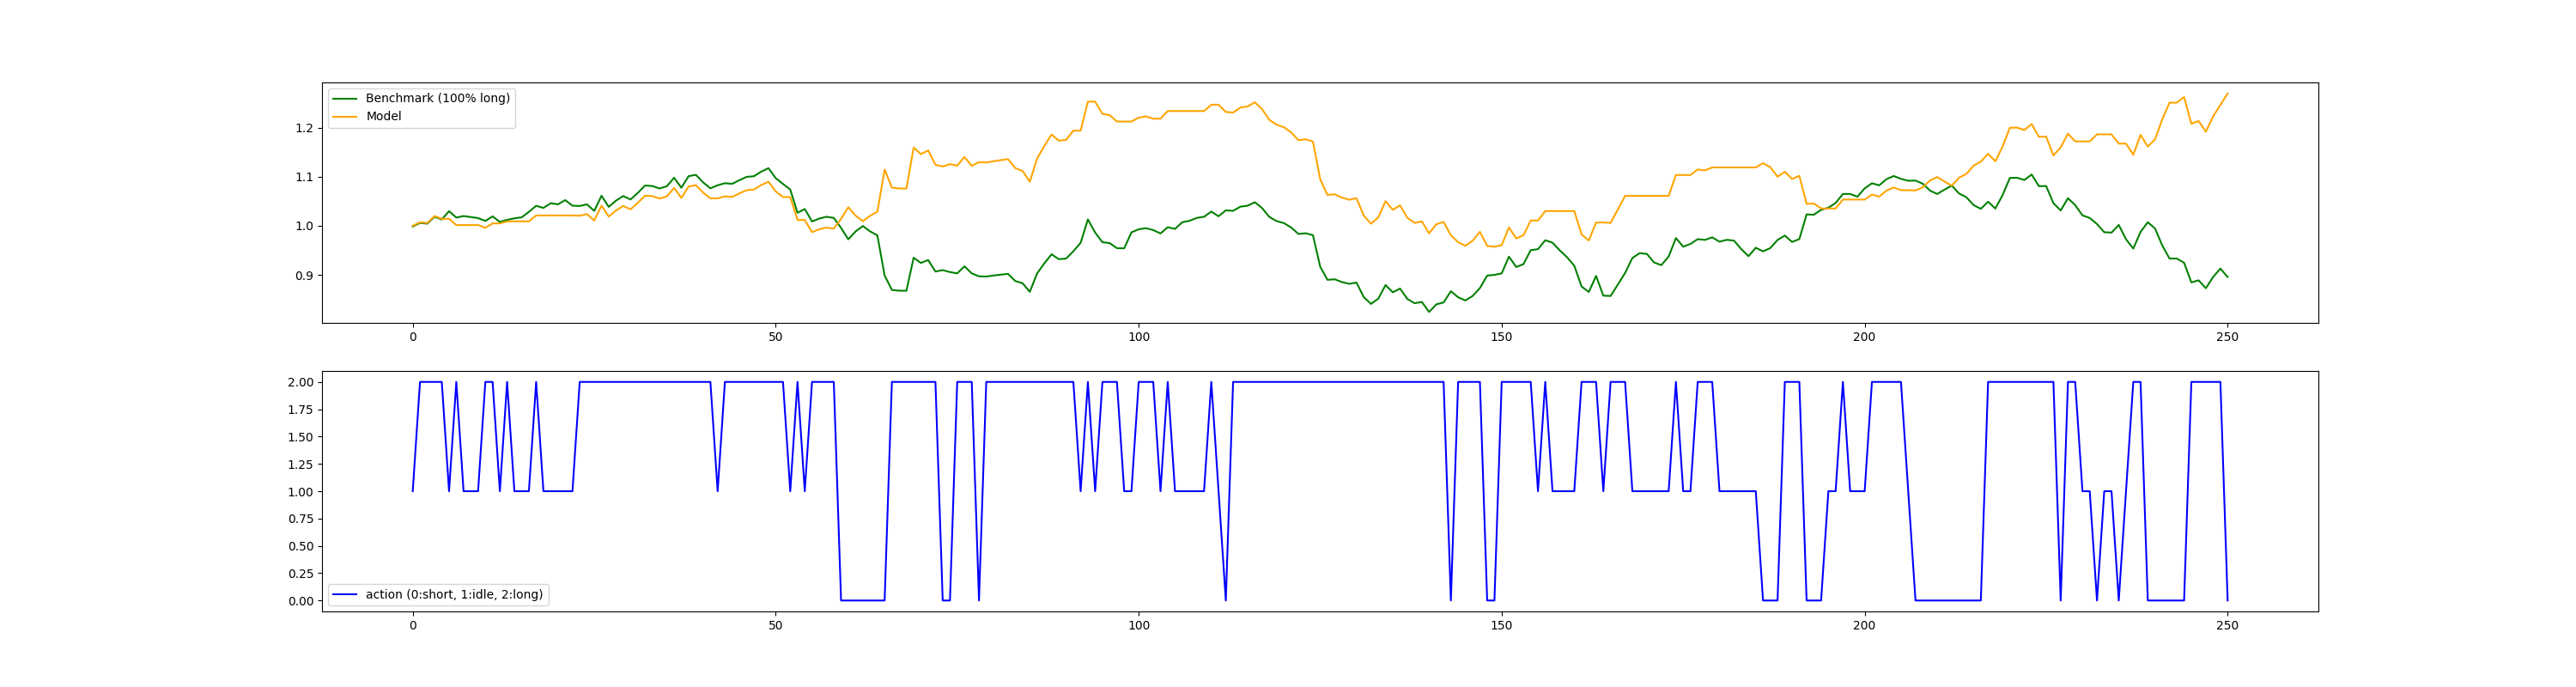 Benchmark (100% long)
Model
1.2
1.1
1.0
0.9
0 50 100 150 200 250
2.00
1.75
1.50
1.25
1.00
0.75
0.50
0.25
0.00
action (0:short, 1:idle, 2:long)
0 50 100 150 200 250